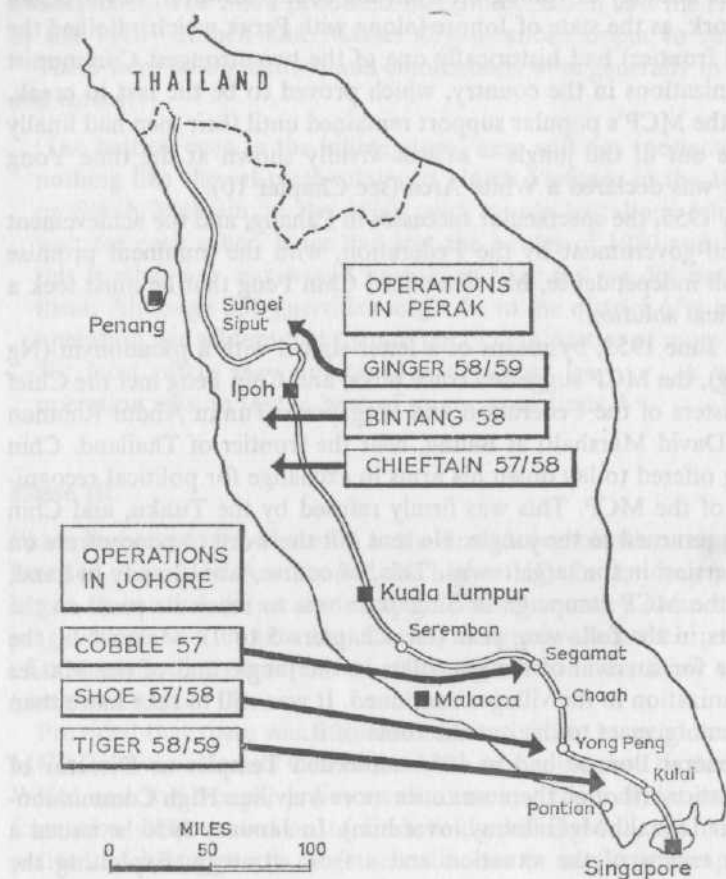 THAILAND
Penang
Sungei
Siput
Ipoh
OPERATIONS
IN PERAK
GINGER 58/59
BINTANG 58
CHIEFTAIN 57/58
OPERATIONS
IN JOHORE
COBBLE 57
SHOE 57/58
TIGER 58/59
Kuala Lumpur
Seremban
Segamat
Malacca
Chaah
Yong Peng
Kulai
Pontian
Singapore
MILES
0 50 100